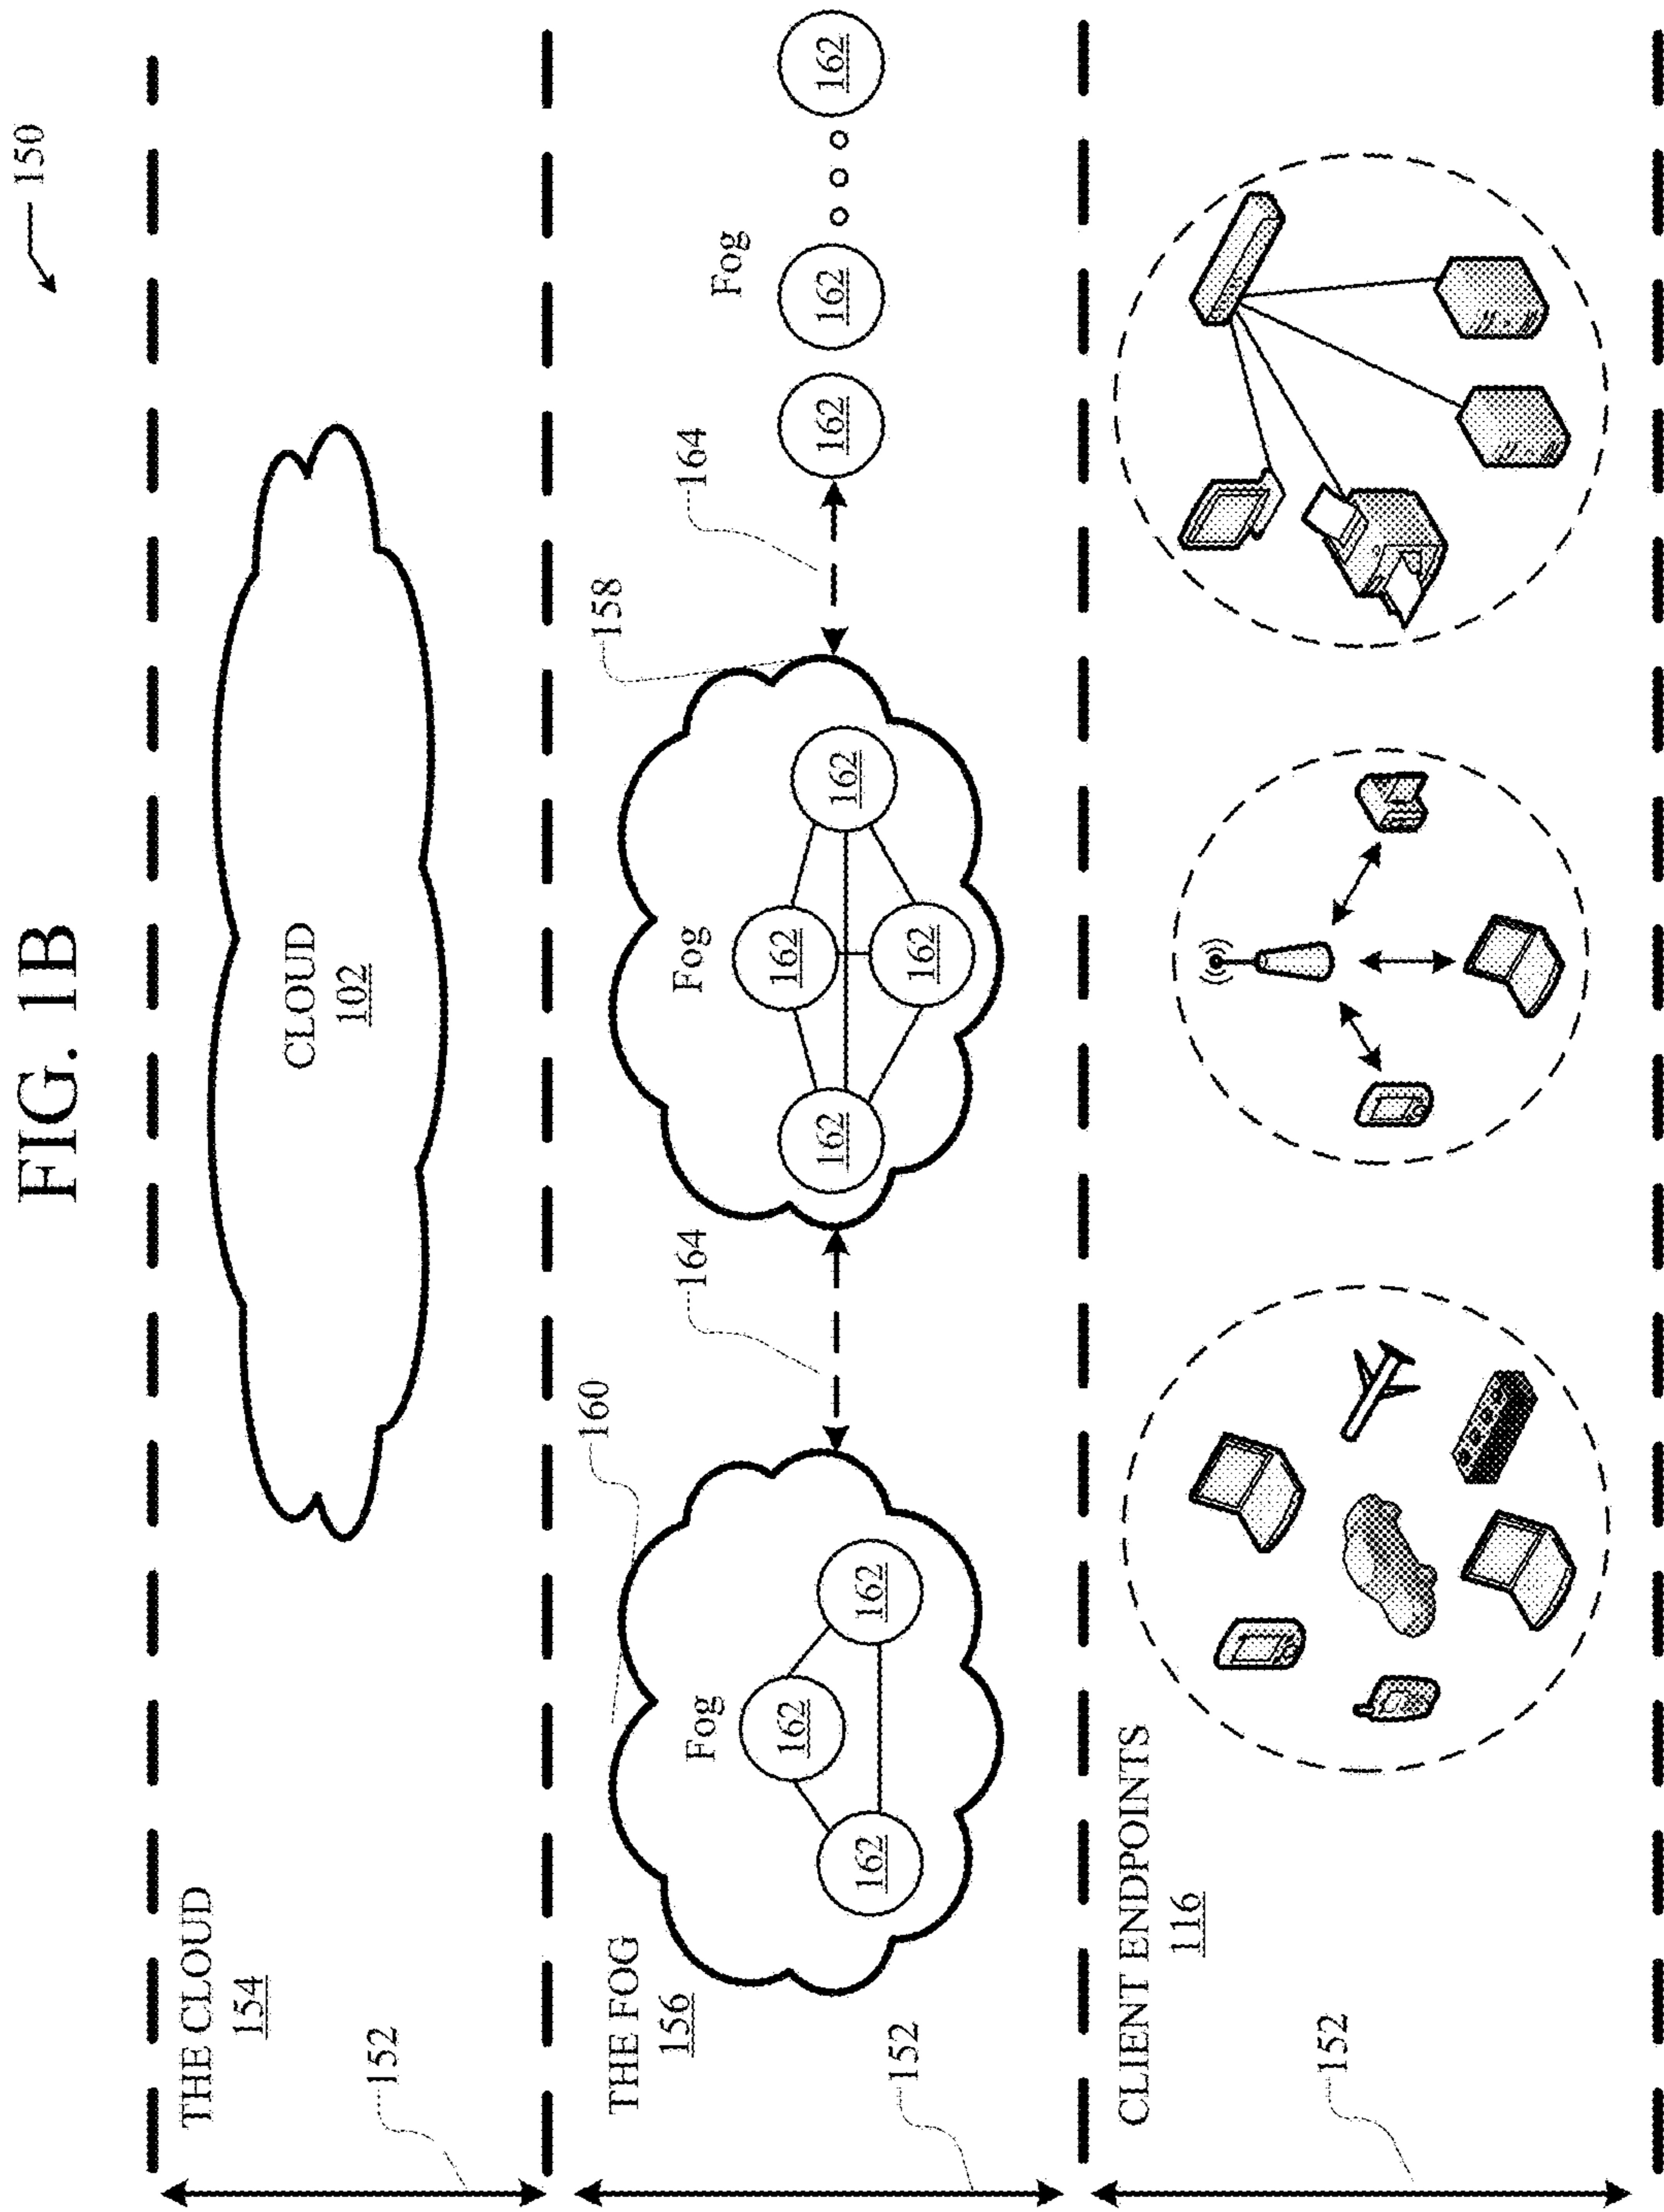 FIG. 1B
150
THE CLOUD
154
CLOUD
102
152
THE FOG
156
160
164
158
164
Fog
Fog
Fog
162
162
162
162
162
162
162
162
162
162
152
CLIENT ENDPOINTS
116
152